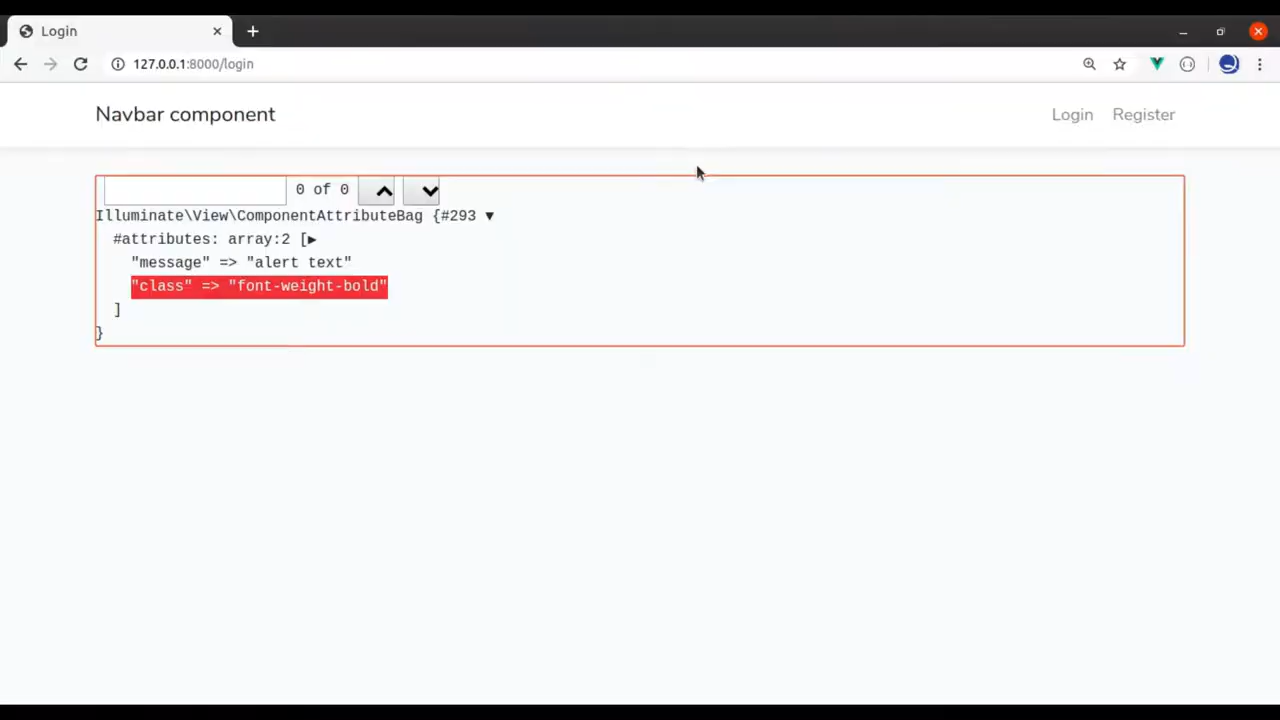 Login
127.0.0.1:8000/login
Navbar component
Login Register
0 of 0
Illuminate\View\ComponentAttributeBag {#293 ▼
#attributes: array:2 [▶
"message" => "alert text"
"class" => "font-weight-bold"
]
}